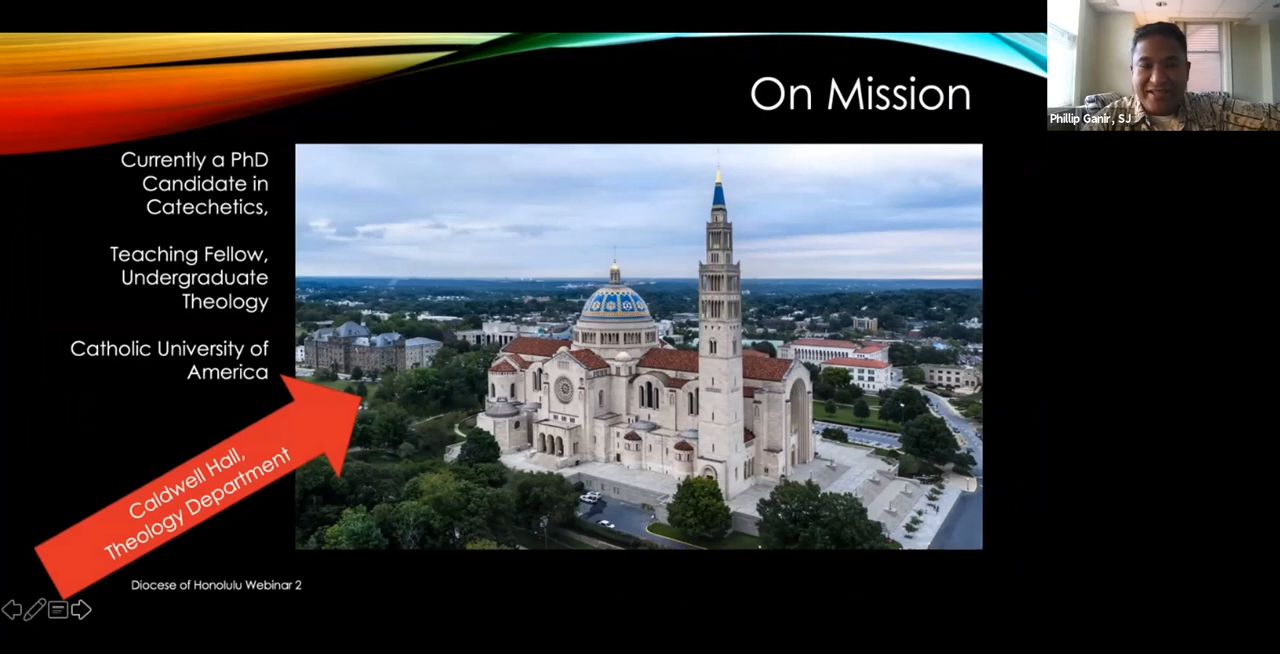 On Mission
Phillip Ganir, SJ
Currently a PhD
Candidate in
Catechetics,
Teaching Fellow,
Undergraduate
Theology
Catholic University of
America
Caldwell Hall,
Theology Department
Diocese of Honolulu Webinar 2